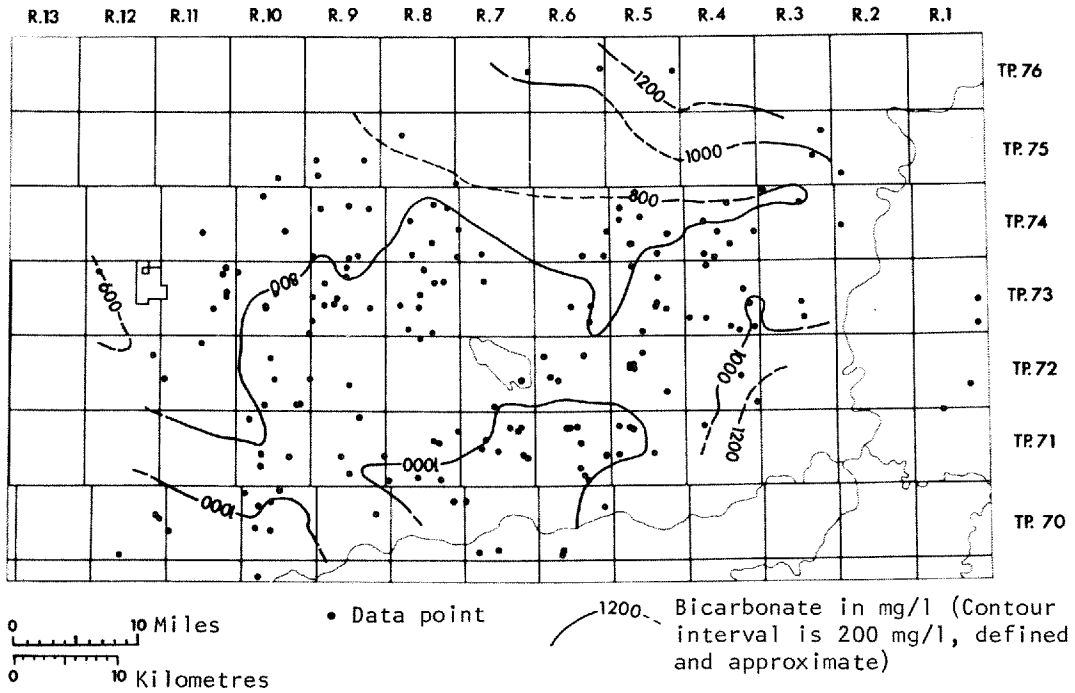 R.13 R.12 R.11 R.10 R.9 R.8 R.7 R.6 R.5 R.4 R.3 R.2 R.1
TP. 76
1200
1000
TP. 75
800
TP. 74
800
600
TP. 73
1000
TP. 72
1200
1000
TP. 71
1000
TP. 70
0 10 Miles
0 10 Kilometres
• Data point
1200
Bicarbonate in mg/l (Contour
interval is 200 mg/l, defined
and approximate)